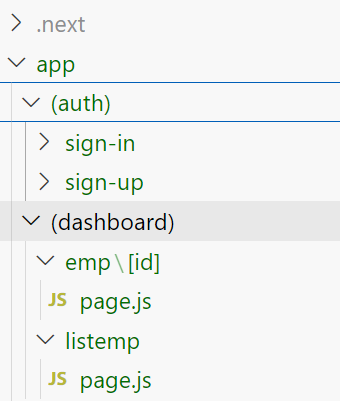 .next
app
(auth)
sign-in
sign-up
(dashboard)
emp\[id]
JS page.js
listemp
JS page.js